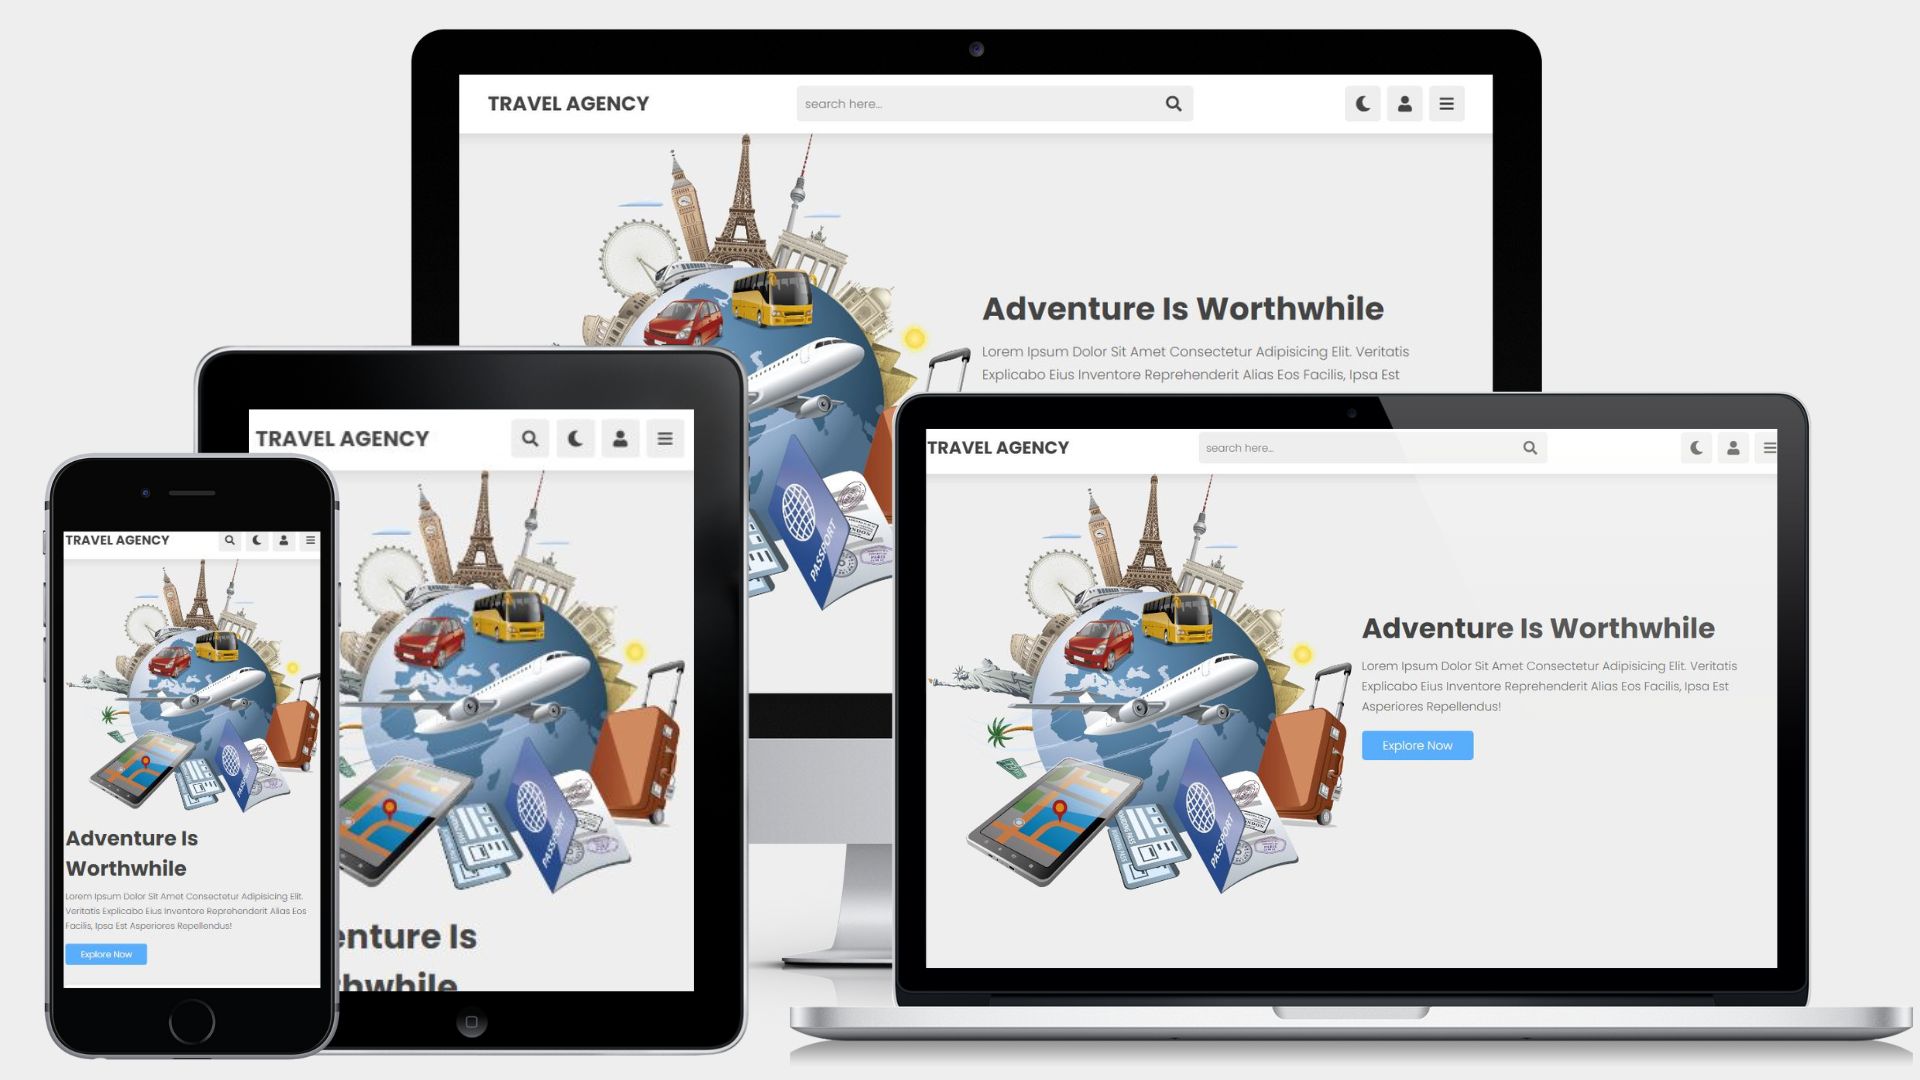 TRAVEL AGENCY
search here...
Adventure Is Worthwhile
Lorem Ipsum Dolor Sit Amet Consectetur Adipisicing Elit. Veritatis
Explicabo Eius Inventore Reprehenderit Alias Eos Facilis, Ipsa Est
PASSPORT
TRAVEL AGENCY
PASSPORT
enture Is
hwhile
TRAVEL AGENCY
PASSPORT
Adventure Is
Worthwhile
Lorem Ipsum Dolor Sit Amet Consectetur Adipisicing Elit.
Veritatis Explicabo Eius Inventore Reprehenderit Alias Eos
Facilis, Ipsa Est Asperiores Repellendus!
Explore Now
TRAVEL AGENCY
search here...
Adventure Is Worthwhile
Lorem Ipsum Dolor Sit Amet Consectetur Adipisicing Elit. Veritatis
Explicabo Eius Inventore Reprehenderit Alias Eos Facilis, Ipsa Est
Asperiores Repellendus!
Explore Now
BOARDING PASS
PASSPORT